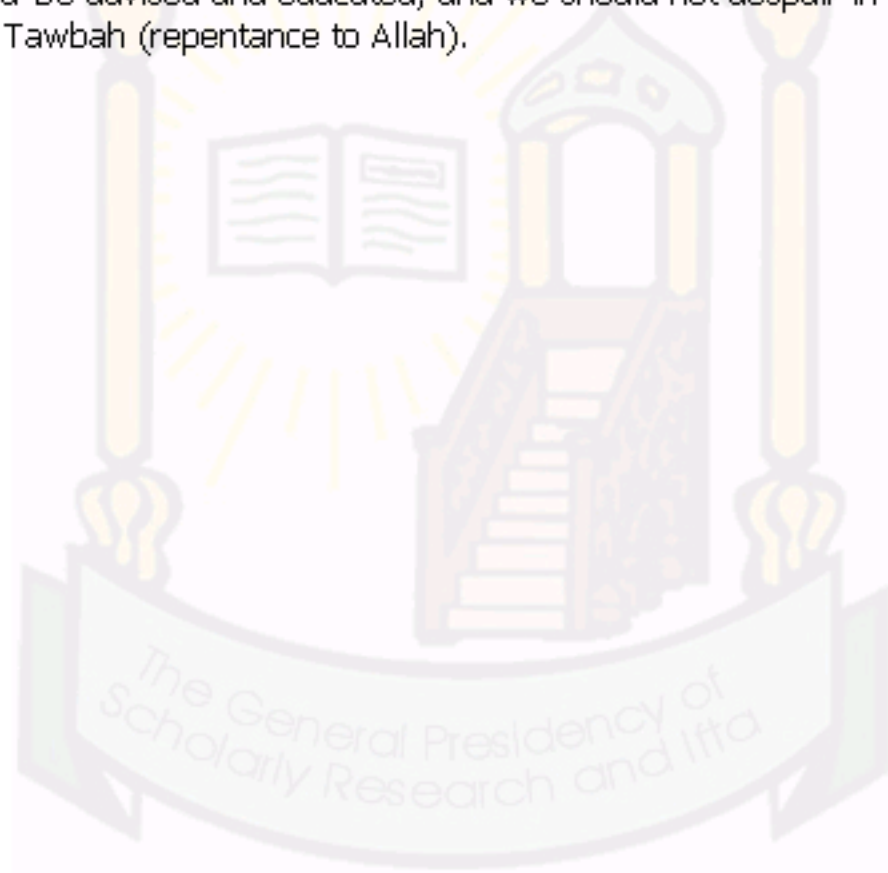 be advised and educated, and we should not despair in
Tawbah (repentance to Allah).
The General Presidency of
Scholarly Research and Ifta